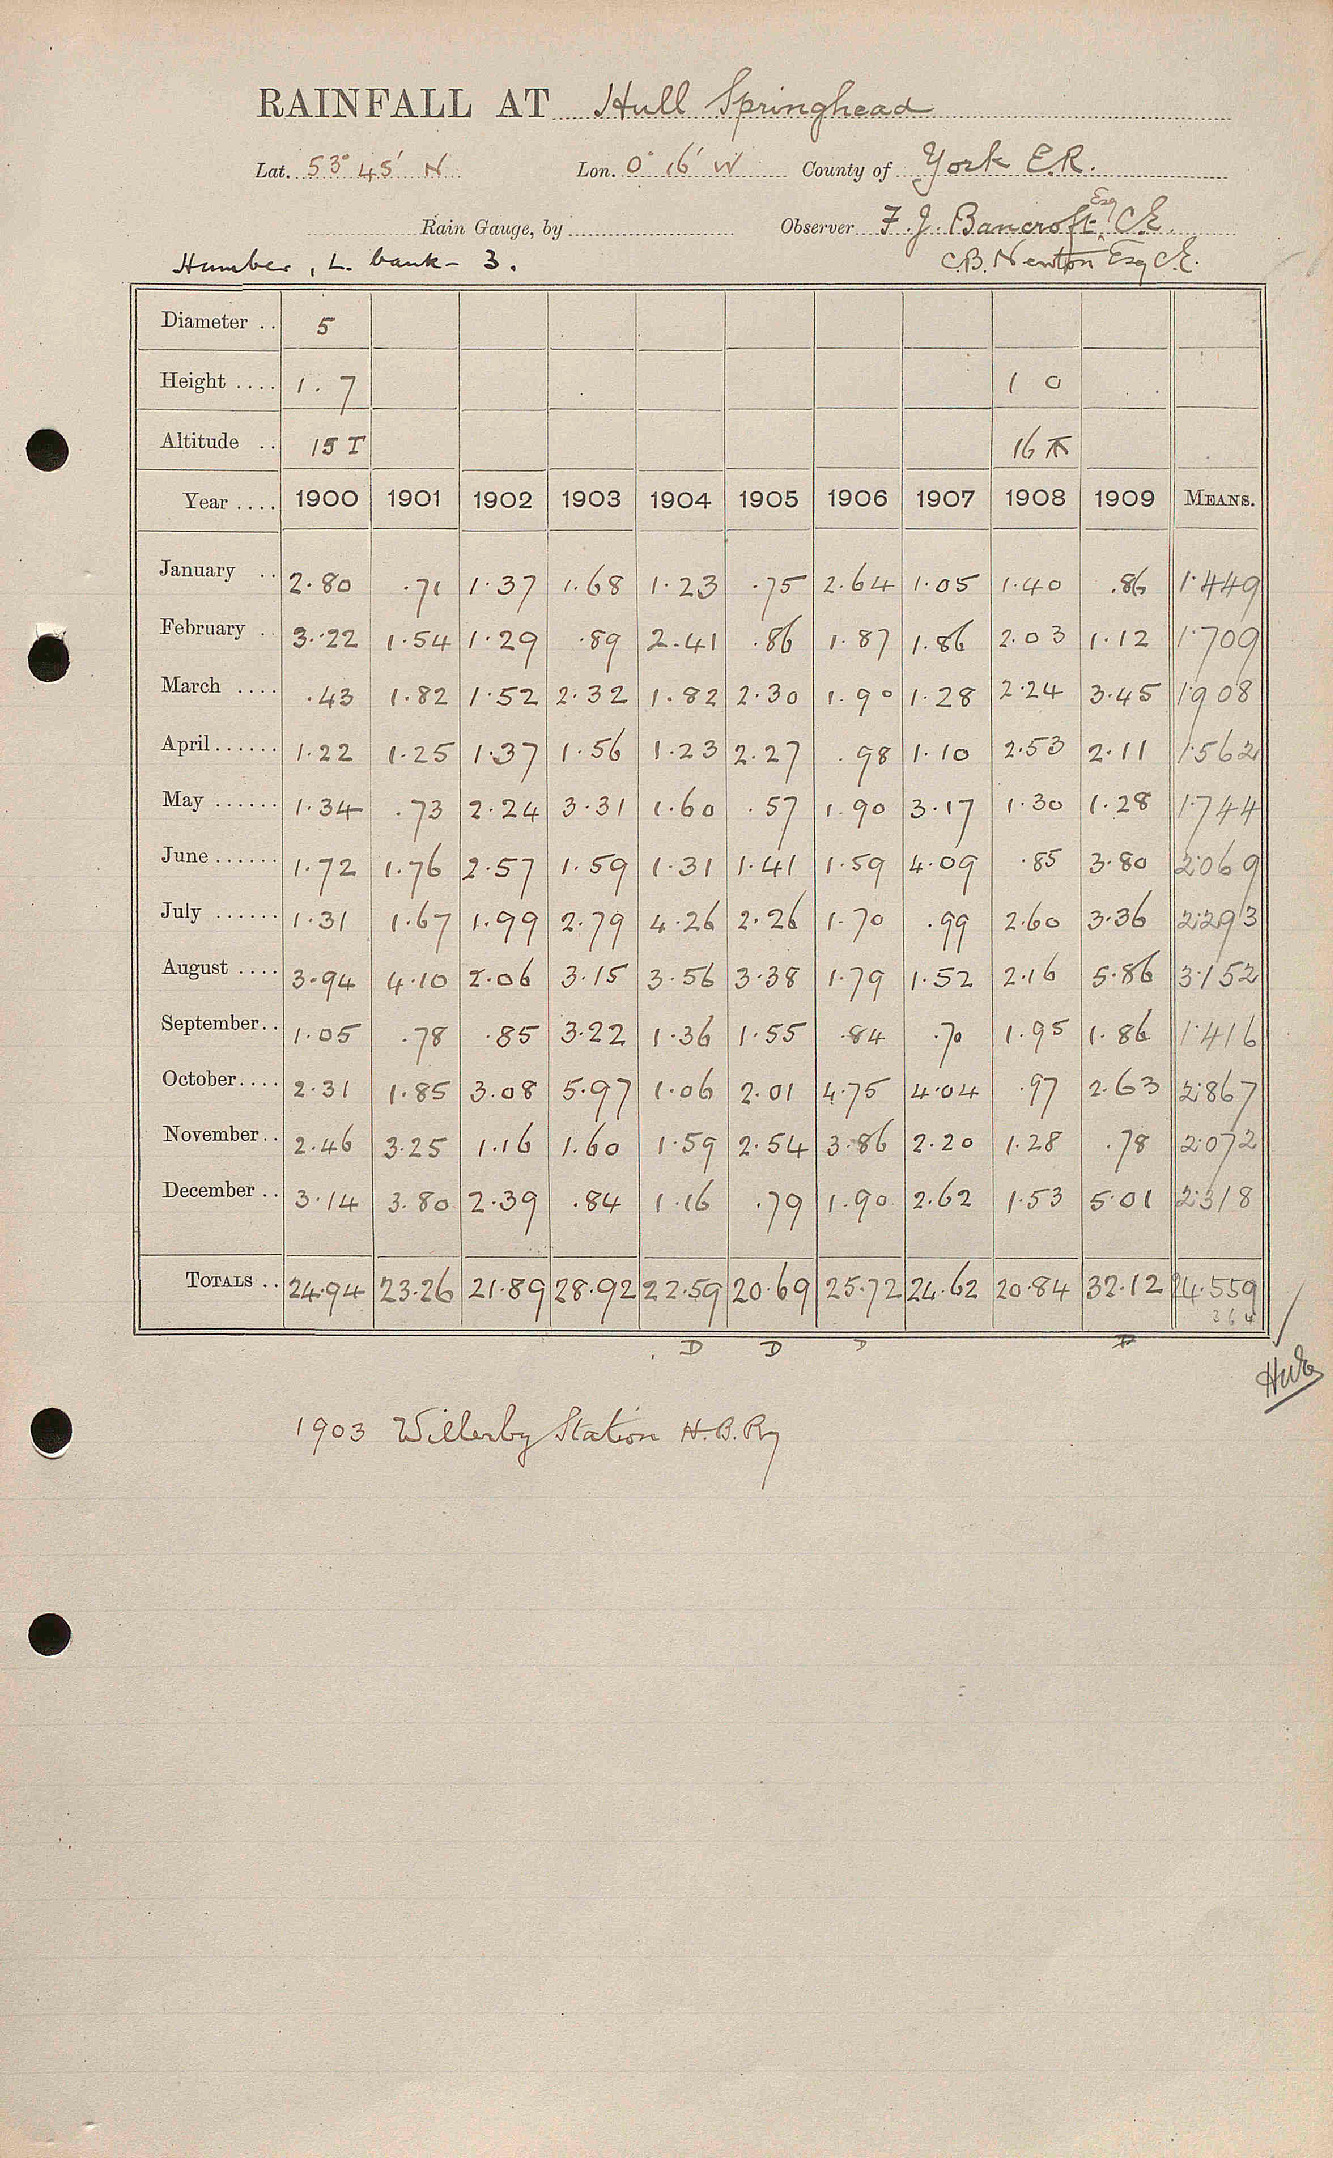 RAINFALL AT Hull Springhead
Lat. 53° 45' N Lon. 0° 16' W County of York E.R.
Rain Gauge, by Observer F. J. Bancroft Esq C.E.
Humber, L. bank - 3. C.B. Newton Esq C.E.
Diameter .. 5
Height .... 1 . 7 1 0
Altitude .. 15 T 16
Year .... 1900 1901 1902 1903 1904 1905 1906 1907 1908 1909 MEANS.
January .. 2.80 .71 1.37 1.68 1.23 .75 2.64 1.05 1.40 .86 1.449
February .. 3.22 1.54 1.29 .89 2.41 .86 1.87 1.86 2.03 1.12 1.709
March .... .43 1.82 1.52 2.32 1.82 2.30 1.90 1.28 2.24 3.45 1.908
April...... 1.22 1.25 1.37 1.56 1.23 2.27 .98 1.10 2.53 2.11 1.562
May ...... 1.34 .73 2.24 3.31 1.60 .57 1.90 3.17 1.30 1.28 1.744
June...... 1.72 1.76 2.57 1.59 1.31 1.41 1.59 4.09 .85 3.80 2.069
July ...... 1.31 1.67 1.99 2.79 4.26 2.26 1.70 .99 2.60 3.36 2.293
August .... 3.94 4.10 2.06 3.15 3.56 3.38 1.79 1.52 2.16 5.86 3.152
September.. 1.05 .78 .85 3.22 1.36 1.55 .84 .70 1.95 1.86 1.416
October.... 2.31 1.85 3.08 5.97 1.06 2.01 4.75 4.04 .97 2.63 2.867
November.. 2.46 3.25 1.16 1.60 1.59 2.54 3.86 2.20 1.28 .78 2.072
December .. 3.14 3.80 2.39 .84 1.16 .79 1.90 2.62 1.53 5.01 2.318
TOTALS .. 24.94 23.26 21.89 28.92 22.59 20.69 25.72 24.62 20.84 32.12 24.559
264
D D D D
1903 Willerby Station H.B.Ry